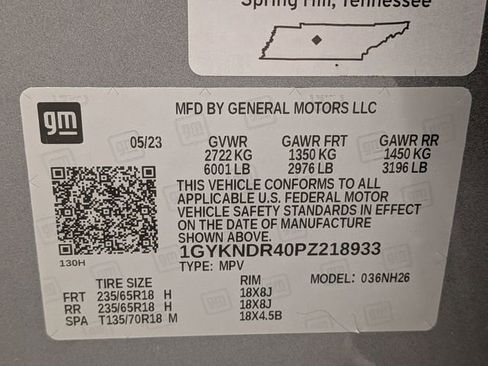 Spring Hill, Tennessee
gm
MFD BY GENERAL MOTORS LLC
05/23 GVWR GAWR FRT GAWR RR
2722 KG 1350 KG 1450 KG
6001 LB 2976 LB 3196 LB
THIS VEHICLE CONFORMS TO ALL
APPLICABLE U.S. FEDERAL MOTOR
VEHICLE SAFETY STANDARDS IN EFFECT
ON THE DATE OF MANUFACTURE
SHOWN ABOVE.
130H
1GYKNDR40PZ218933
TYPE: MPV
TIRE SIZE RIM MODEL: 036NH26
FRT 235/65R18 H 18X8J
RR 235/65R18 H 18X8J
SPA T135/70R18 M 18X4.5B